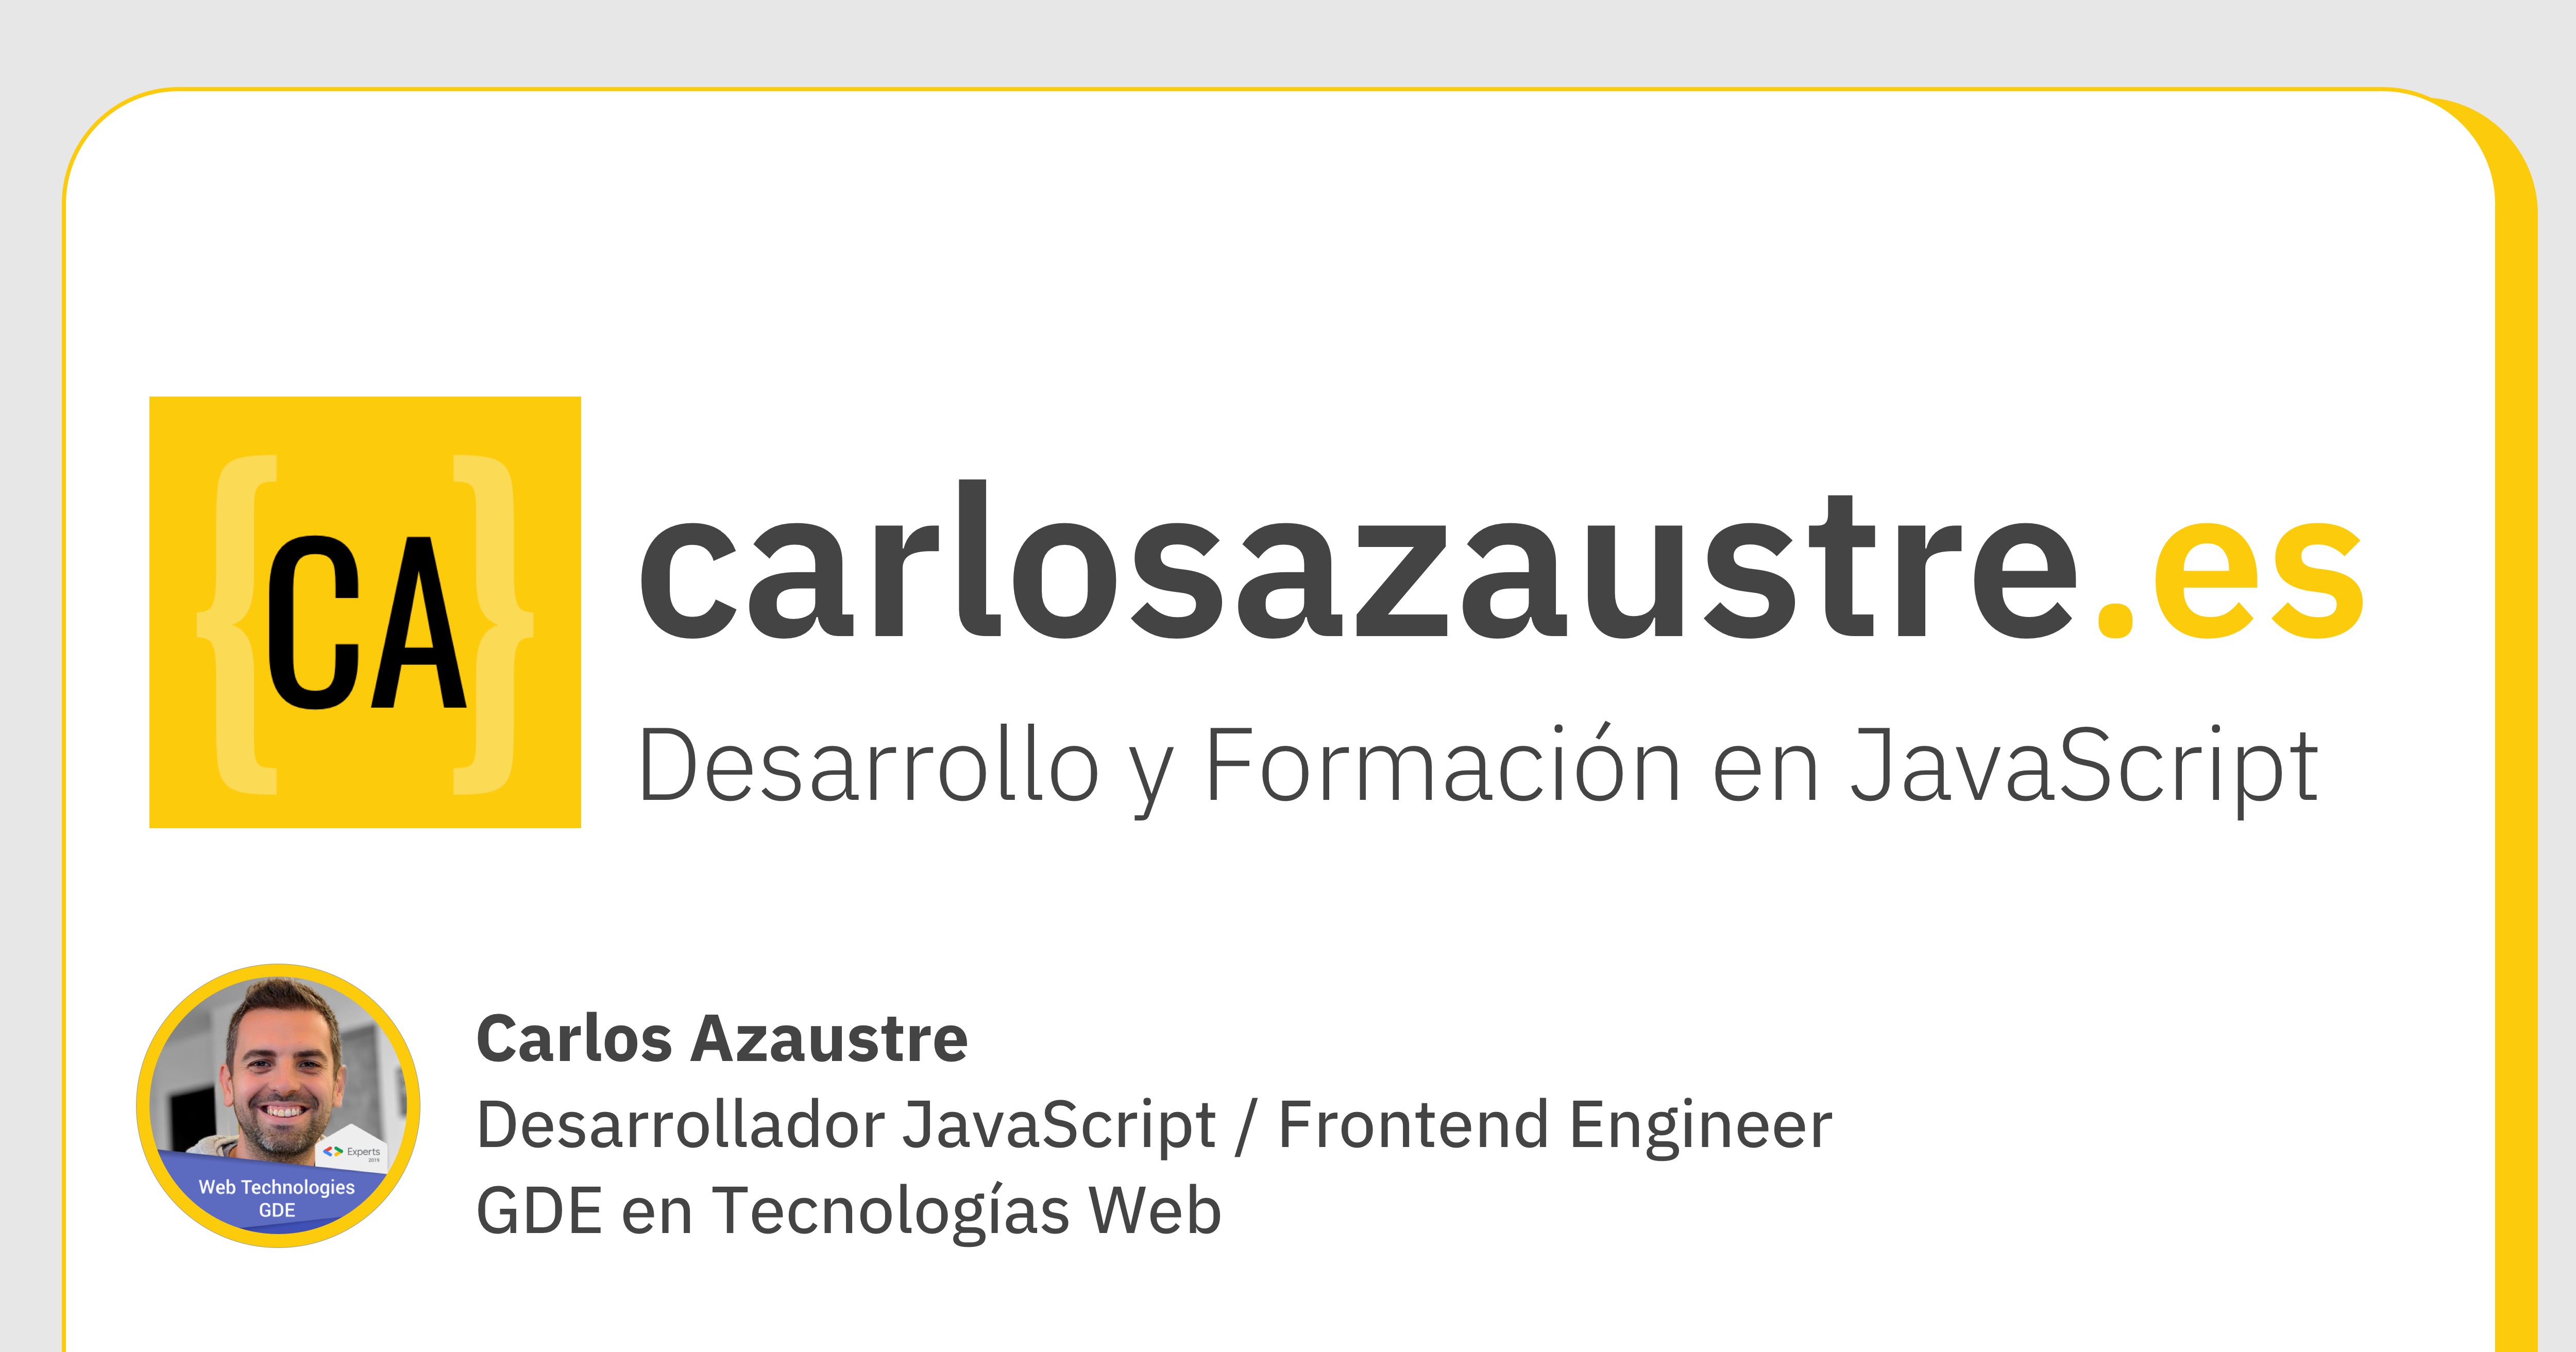 {CA}
carlosazaustre.es
Desarrollo y Formación en JavaScript
Carlos Azaustre
Desarrollador JavaScript / Frontend Engineer
GDE en Tecnologías Web
Experts
2019
Web Technologies
GDE